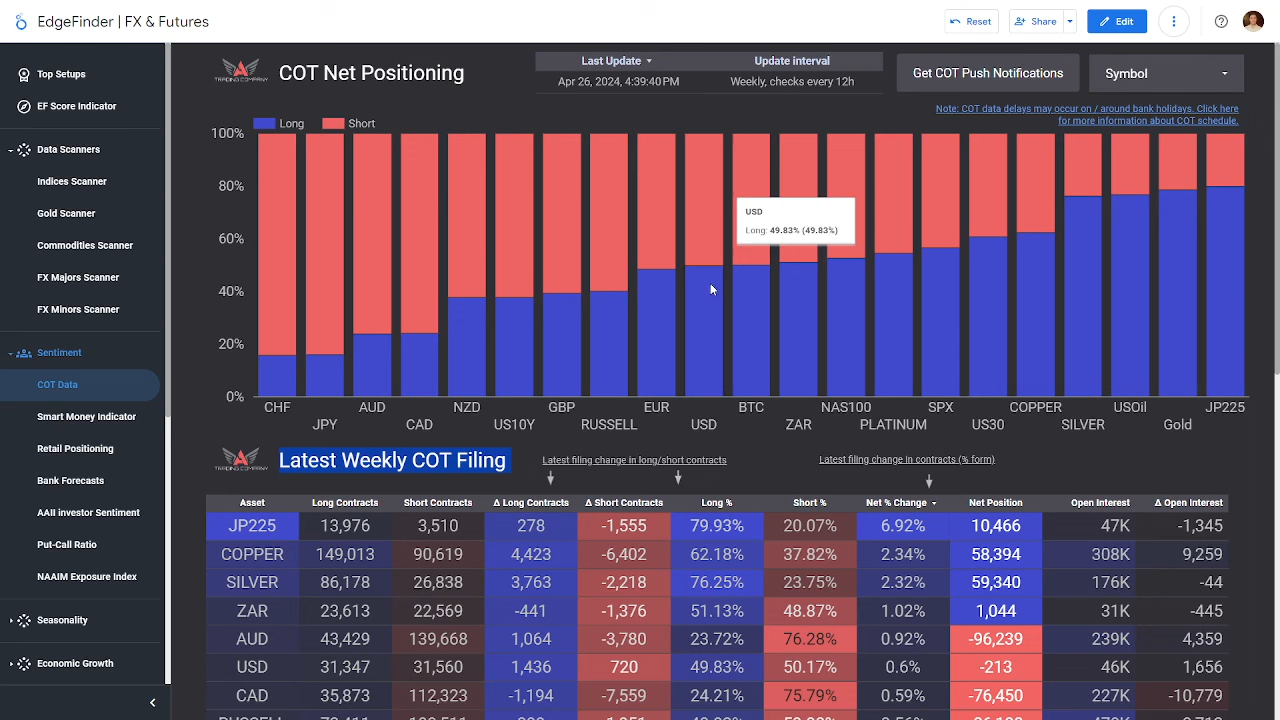 EdgeFinder | FX & Futures
Reset
Share
Edit
Top Setups
EF Score Indicator
Data Scanners
Indices Scanner
Gold Scanner
Commodities Scanner
FX Majors Scanner
FX Minors Scanner
Sentiment
COT Data
Smart Money Indicator
Retail Positioning
Bank Forecasts
AAII investor Sentiment
Put-Call Ratio
NAAIM Exposure Index
Seasonality
Economic Growth
TRADING COMPANY
COT Net Positioning
Last Update Update interval
Apr 26, 2024, 4:39:40 PM Weekly, checks every 12h
Get COT Push Notifications
Symbol
Note: COT data delays may occur on / around bank holidays. Click here
for more information about COT schedule.
Long Short
100%
80%
60%
40%
20%
0%
USD
Long: 49.83% (49.83%)
CHF AUD NZD GBP EUR BTC NAS100 SPX COPPER USOil JP225
JPY CAD US10Y RUSSELL USD ZAR PLATINUM US30 SILVER Gold
TRADING COMPANY
Latest Weekly COT Filing
Latest filing change in long/short contracts
Latest filing change in contracts (% form)
Asset Long Contracts Short Contracts Δ Long Contracts Δ Short Contracts Long % Short % Net % Change Net Position Open Interest Δ Open Interest
JP225 13,976 3,510 278 -1,555 79.93% 20.07% 6.92% 10,466 47K -1,345
COPPER 149,013 90,619 4,423 -6,402 62.18% 37.82% 2.34% 58,394 308K 9,259
SILVER 86,178 26,838 3,763 -2,218 76.25% 23.75% 2.32% 59,340 176K -44
ZAR 23,613 22,569 -441 -1,376 51.13% 48.87% 1.02% 1,044 31K -445
AUD 43,429 139,668 1,064 -3,780 23.72% 76.28% 0.92% -96,239 239K 4,359
USD 31,347 31,560 1,436 720 49.83% 50.17% 0.6% -213 46K 1,656
CAD 35,873 112,323 -1,194 -7,559 24.21% 75.79% 0.59% -76,450 227K -10,779
RUSSELL